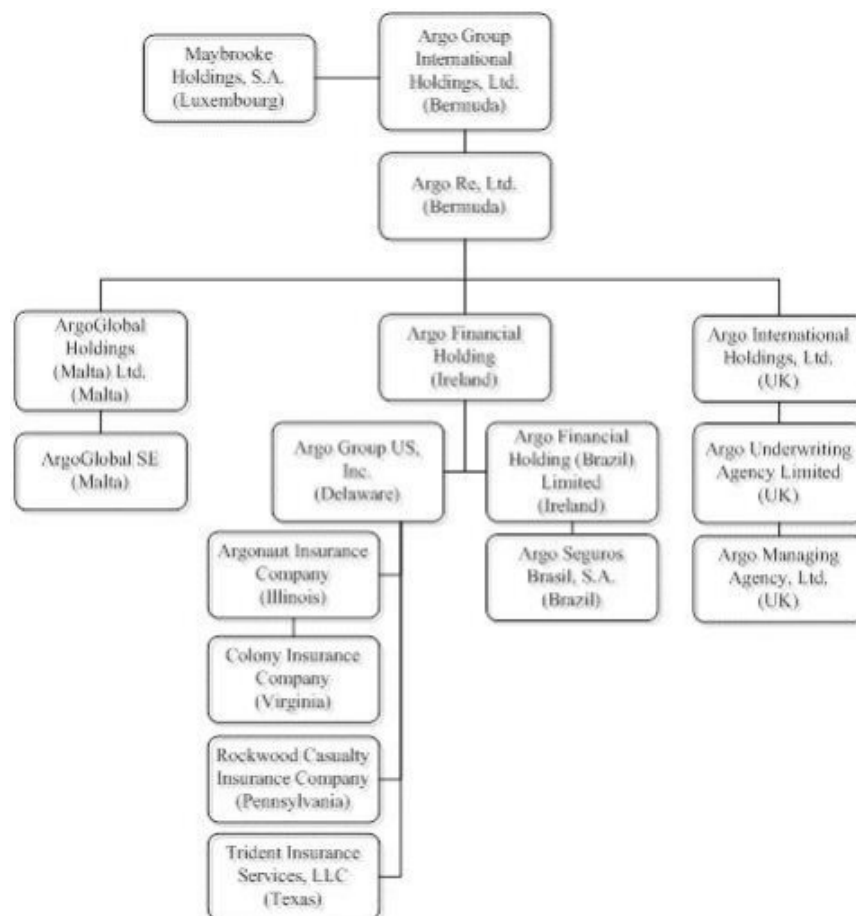 Maybrooke
Holdings, S.A.
(Luxembourg)
Argo Group
International
Holdings, Ltd.
(Bermuda)
Argo Re, Ltd.
(Bermuda)
ArgoGlobal
Holdings
(Malta) Ltd.
(Malta)
Argo Financial
Holding
(Ireland)
Argo International
Holdings, Ltd.
(UK)
ArgoGlobal SE
(Malta)
Argo Group US,
Inc.
(Delaware)
Argo Financial
Holding (Brazil)
Limited
(Ireland)
Argo Underwriting
Agency Limited
(UK)
Argonaut Insurance
Company
(Illinois)
Argo Seguros
Brasil, S.A.
(Brazil)
Argo Managing
Agency, Ltd.
(UK)
Colony Insurance
Company
(Virginia)
Rockwood Casualty
Insurance Company
(Pennsylvania)
Trident Insurance
Services, LLC
(Texas)